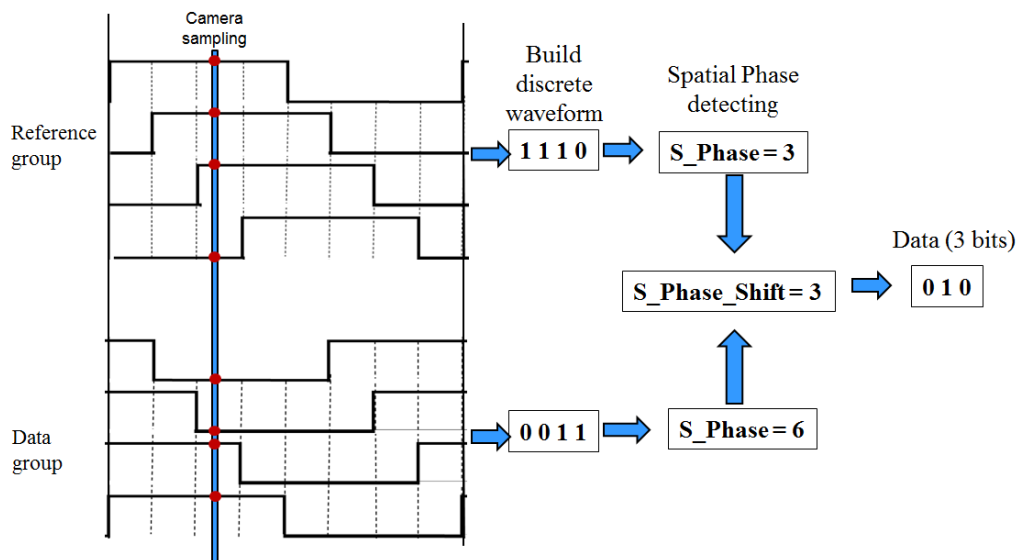 Camera
sampling
Reference
group
Build
discrete
waveform
Spatial Phase
detecting
1 1 1 0
S_Phase = 3
Data (3 bits)
S_Phase_Shift = 3
0 1 0
Data
group
0 0 1 1
S_Phase = 6